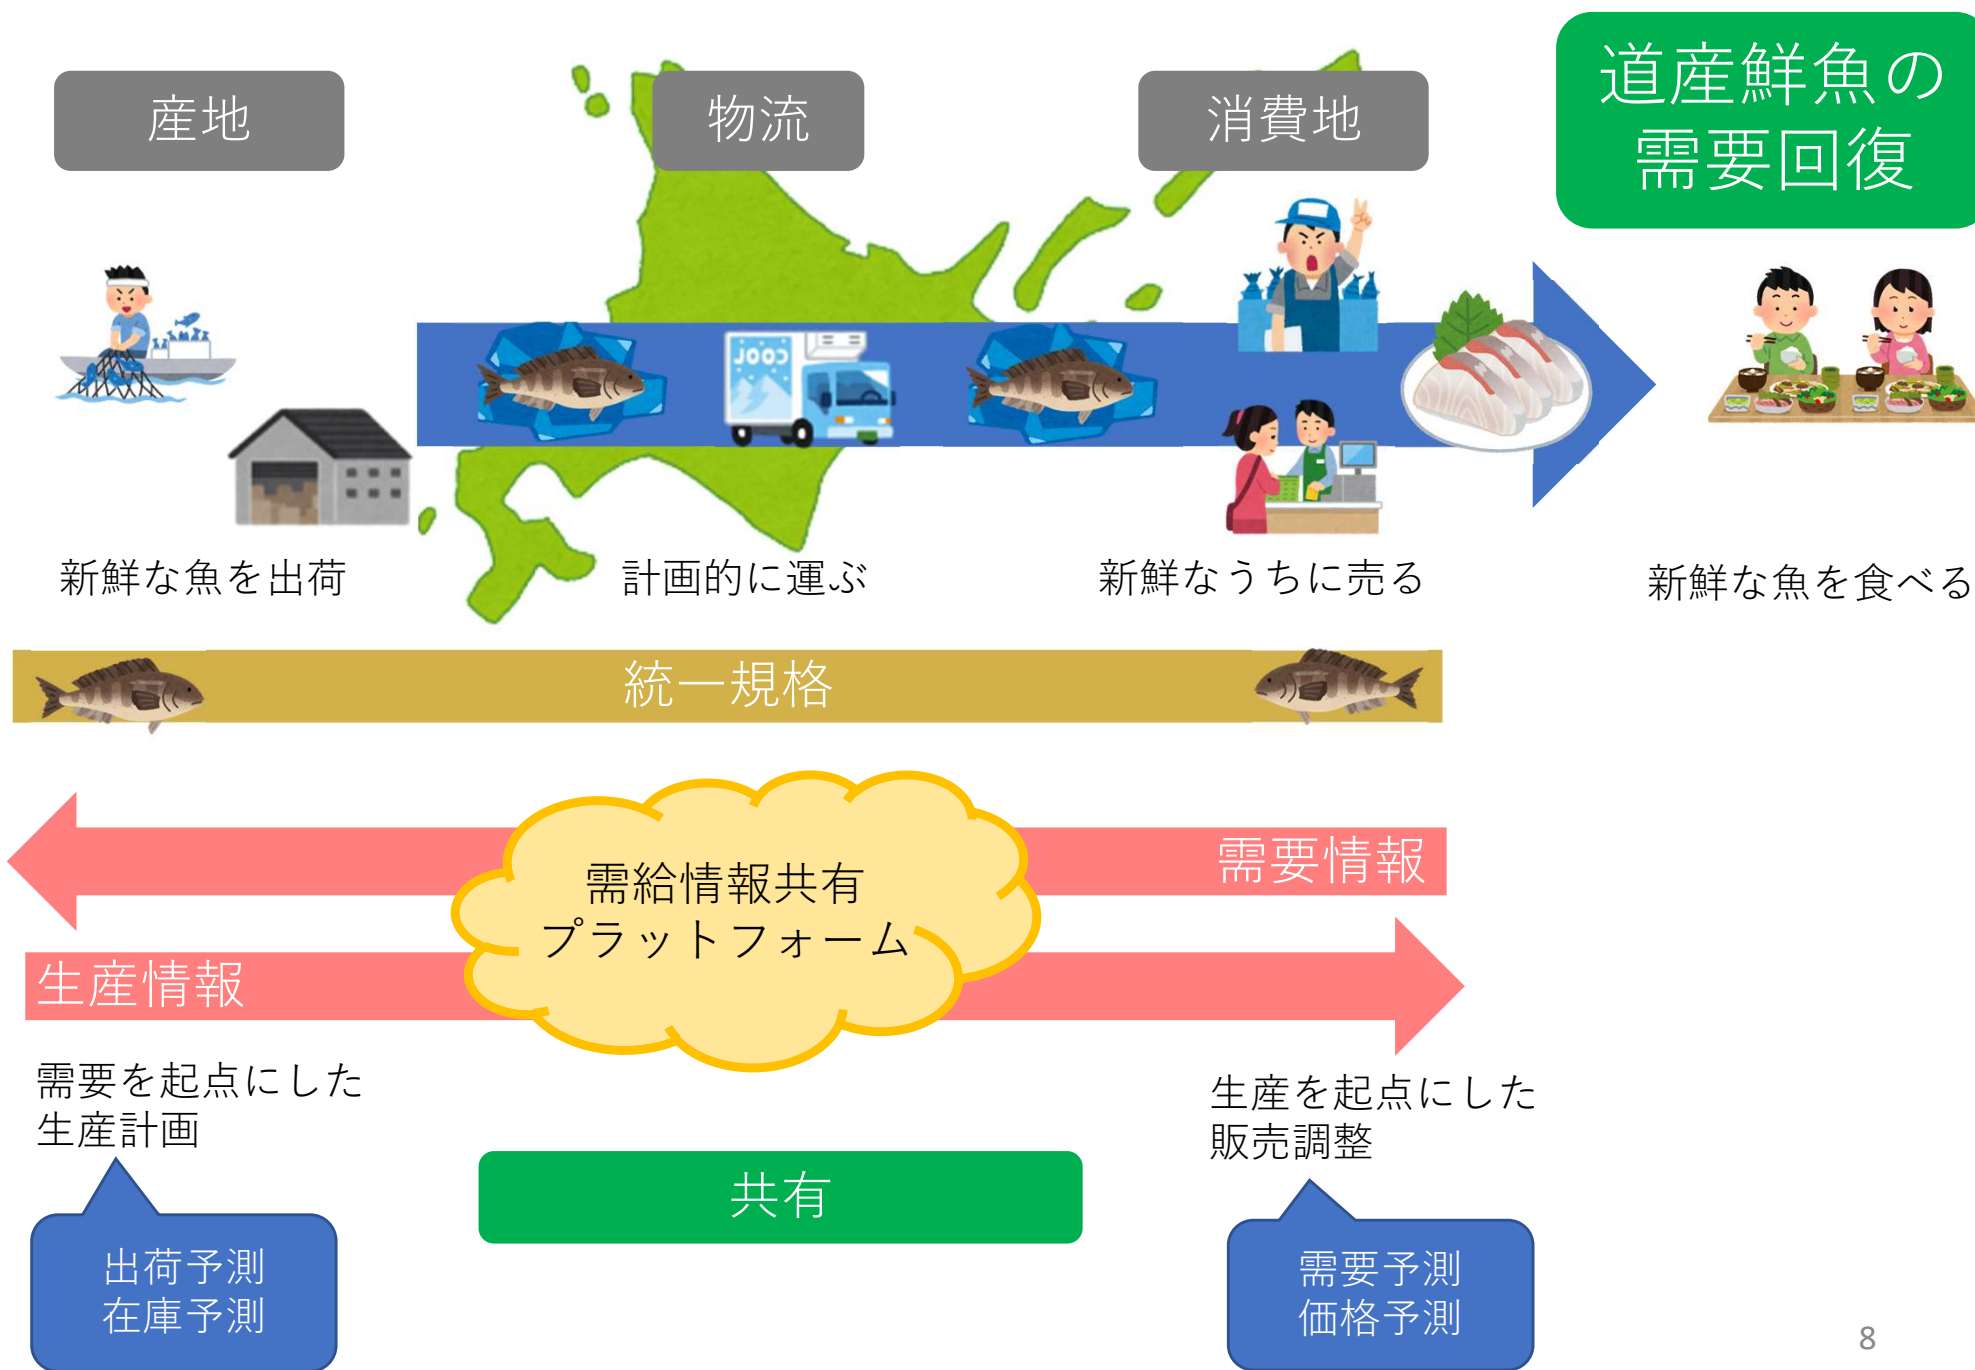 産地
物流
消費地
道産鮮魚の
需要回復
COOL
新鮮な魚を出荷
計画的に運ぶ
新鮮なうちに売る
新鮮な魚を食べる
統一規格
需要情報
需給情報共有
プラットフォーム
生産情報
需要を起点にした
生産計画
生産を起点にした
販売調整
共有
出荷予測
在庫予測
需要予測
価格予測
8